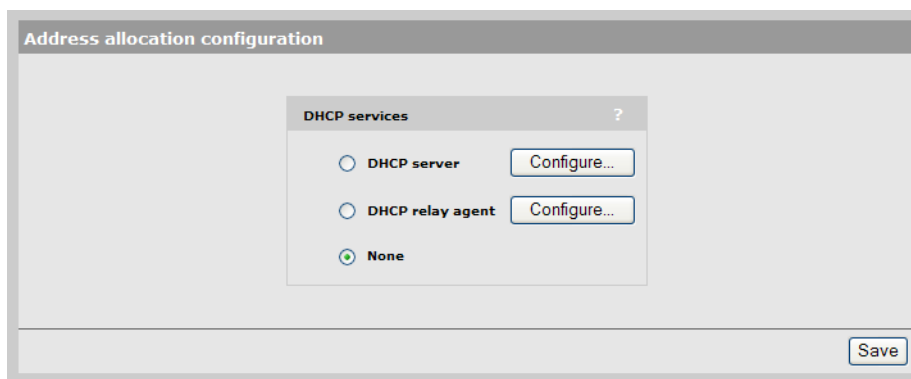 Address allocation configuration
DHCP services ?
DHCP server Configure...
DHCP relay agent Configure...
None
Save